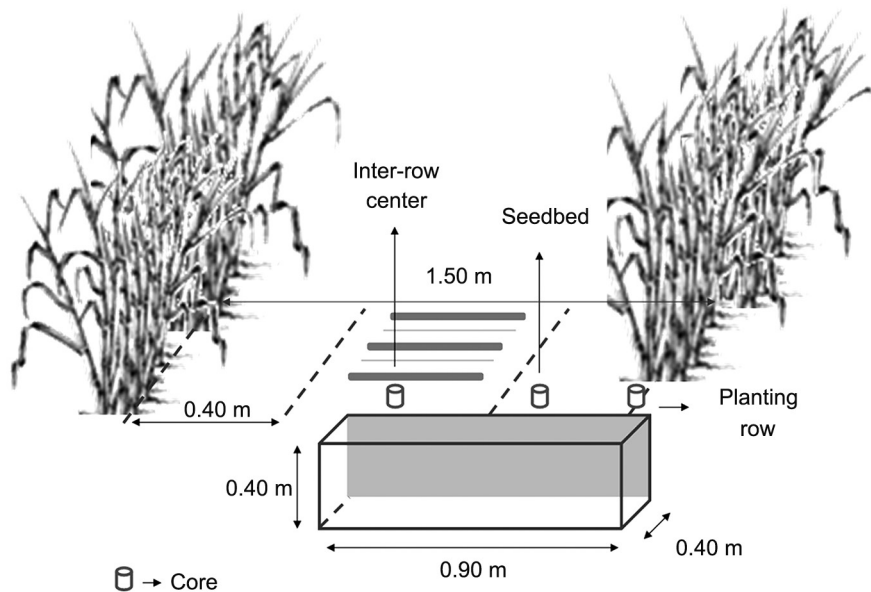 Inter-row
center
Seedbed
1.50 m
Planting
row
0.40 m
0.40 m
0.40 m
0.90 m
Core